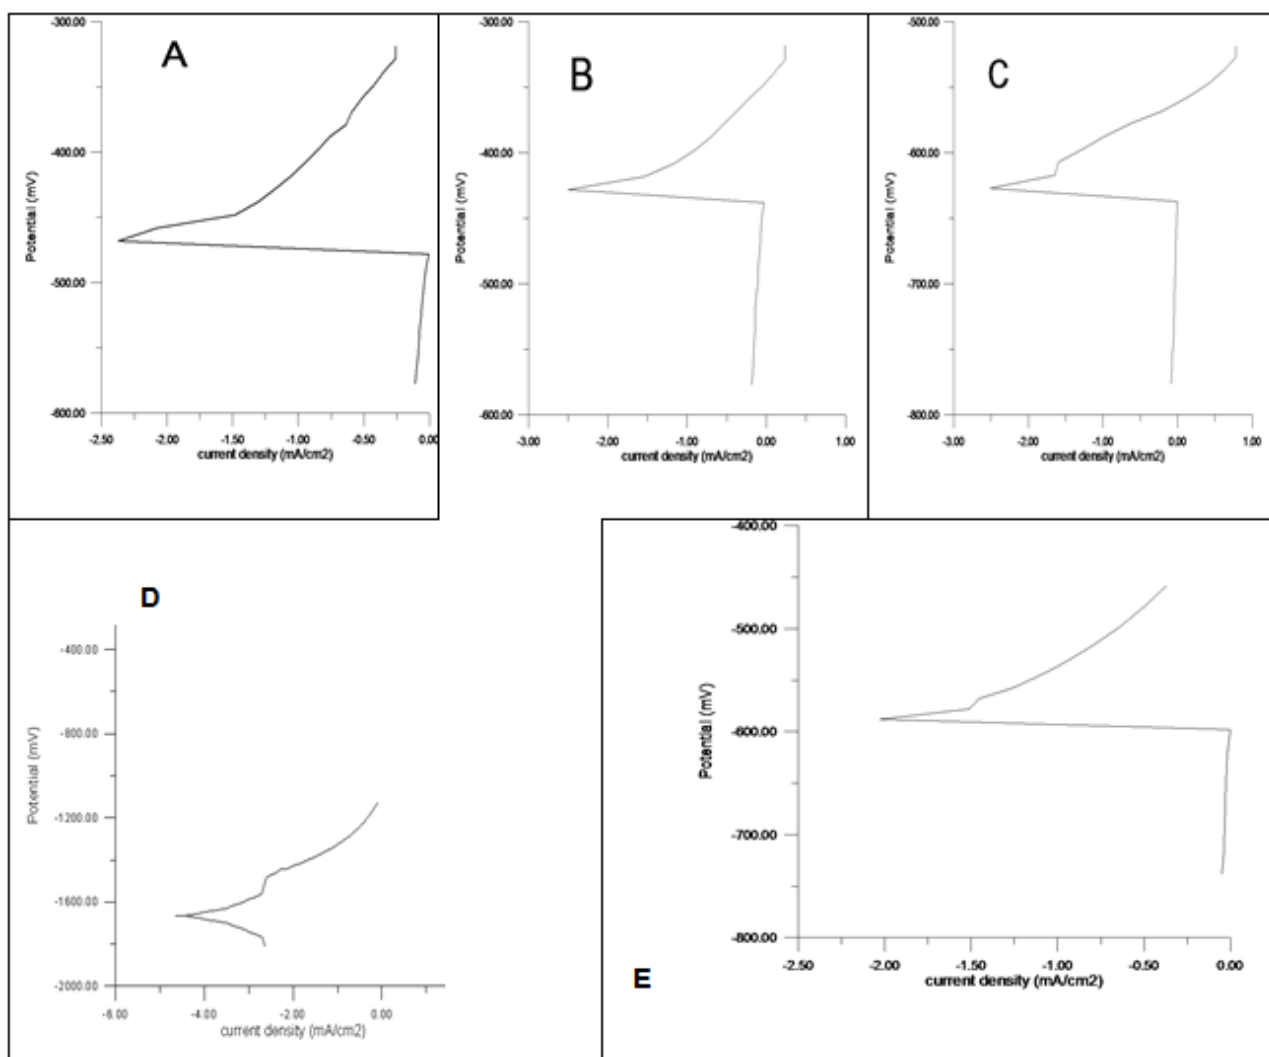 A
-300.00
-400.00
-500.00
-600.00
Potential (mV)
-2.50 -2.00 -1.50 -1.00 -0.50 0.00
current density (mA/cm2)
B
-300.00
-400.00
-500.00
-600.00
Potential (mV)
-3.00 -2.00 -1.00 0.00 1.00
current density (mA/cm2)
C
-500.00
-600.00
-700.00
-800.00
Potential (mV)
-3.00 -2.00 -1.00 0.00 1.00
current density (mA/cm2)
D
-400.00
-800.00
-1200.00
-1600.00
-2000.00
Potential (mV)
-6.00 -4.00 -2.00 0.00
current density (mA/cm2)
E
-400.00
-500.00
-600.00
-700.00
-800.00
Potential (mV)
-2.50 -2.00 -1.50 -1.00 -0.50 0.00
current density (mA/cm2)